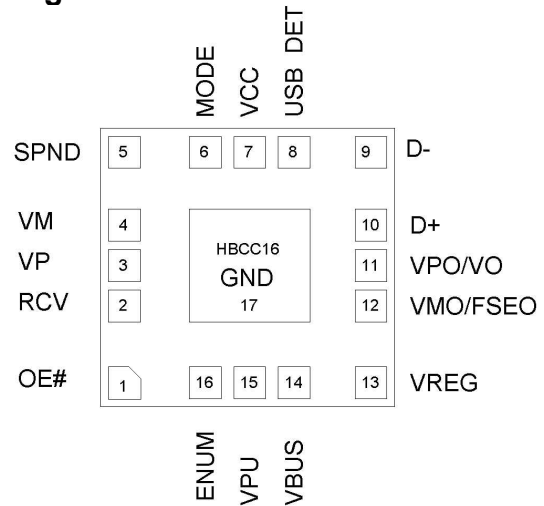 MODE
VCC
USB DET
SPND 5 6 7 8 9 D-
VM 4 10 D+
HBCC16
VP 3 GND 11 VPO/VO
RCV 2 17 12 VMO/FSEO
OE# 1 16 15 14 13 VREG
ENUM
VPU
VBUS